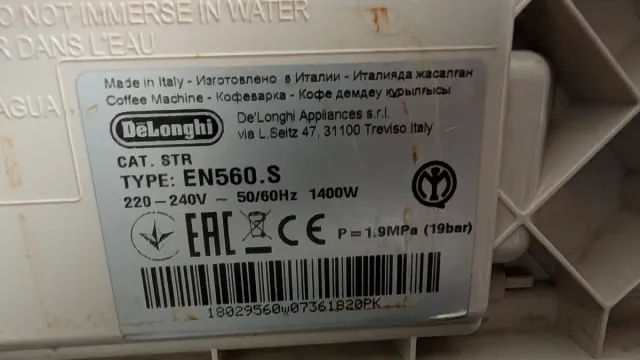 O NOT IMMERSE IN WATER
R DANS L'EAU
AGUA
Made in Italy - Изготовлено в Италии - Италияда жасалған
Coffee Machine - Кофеварка - Кофе демдеу құрылғысы
DeLonghi
De'Longhi Appliances s.r.l.
via L.Seitz 47, 31100 Treviso Italy
CAT. STR
TYPE: EN560.S
220-240V ~ 50/60Hz 1400W
EAC CE P=1.9MPa (19bar)
18029560w07361820PK